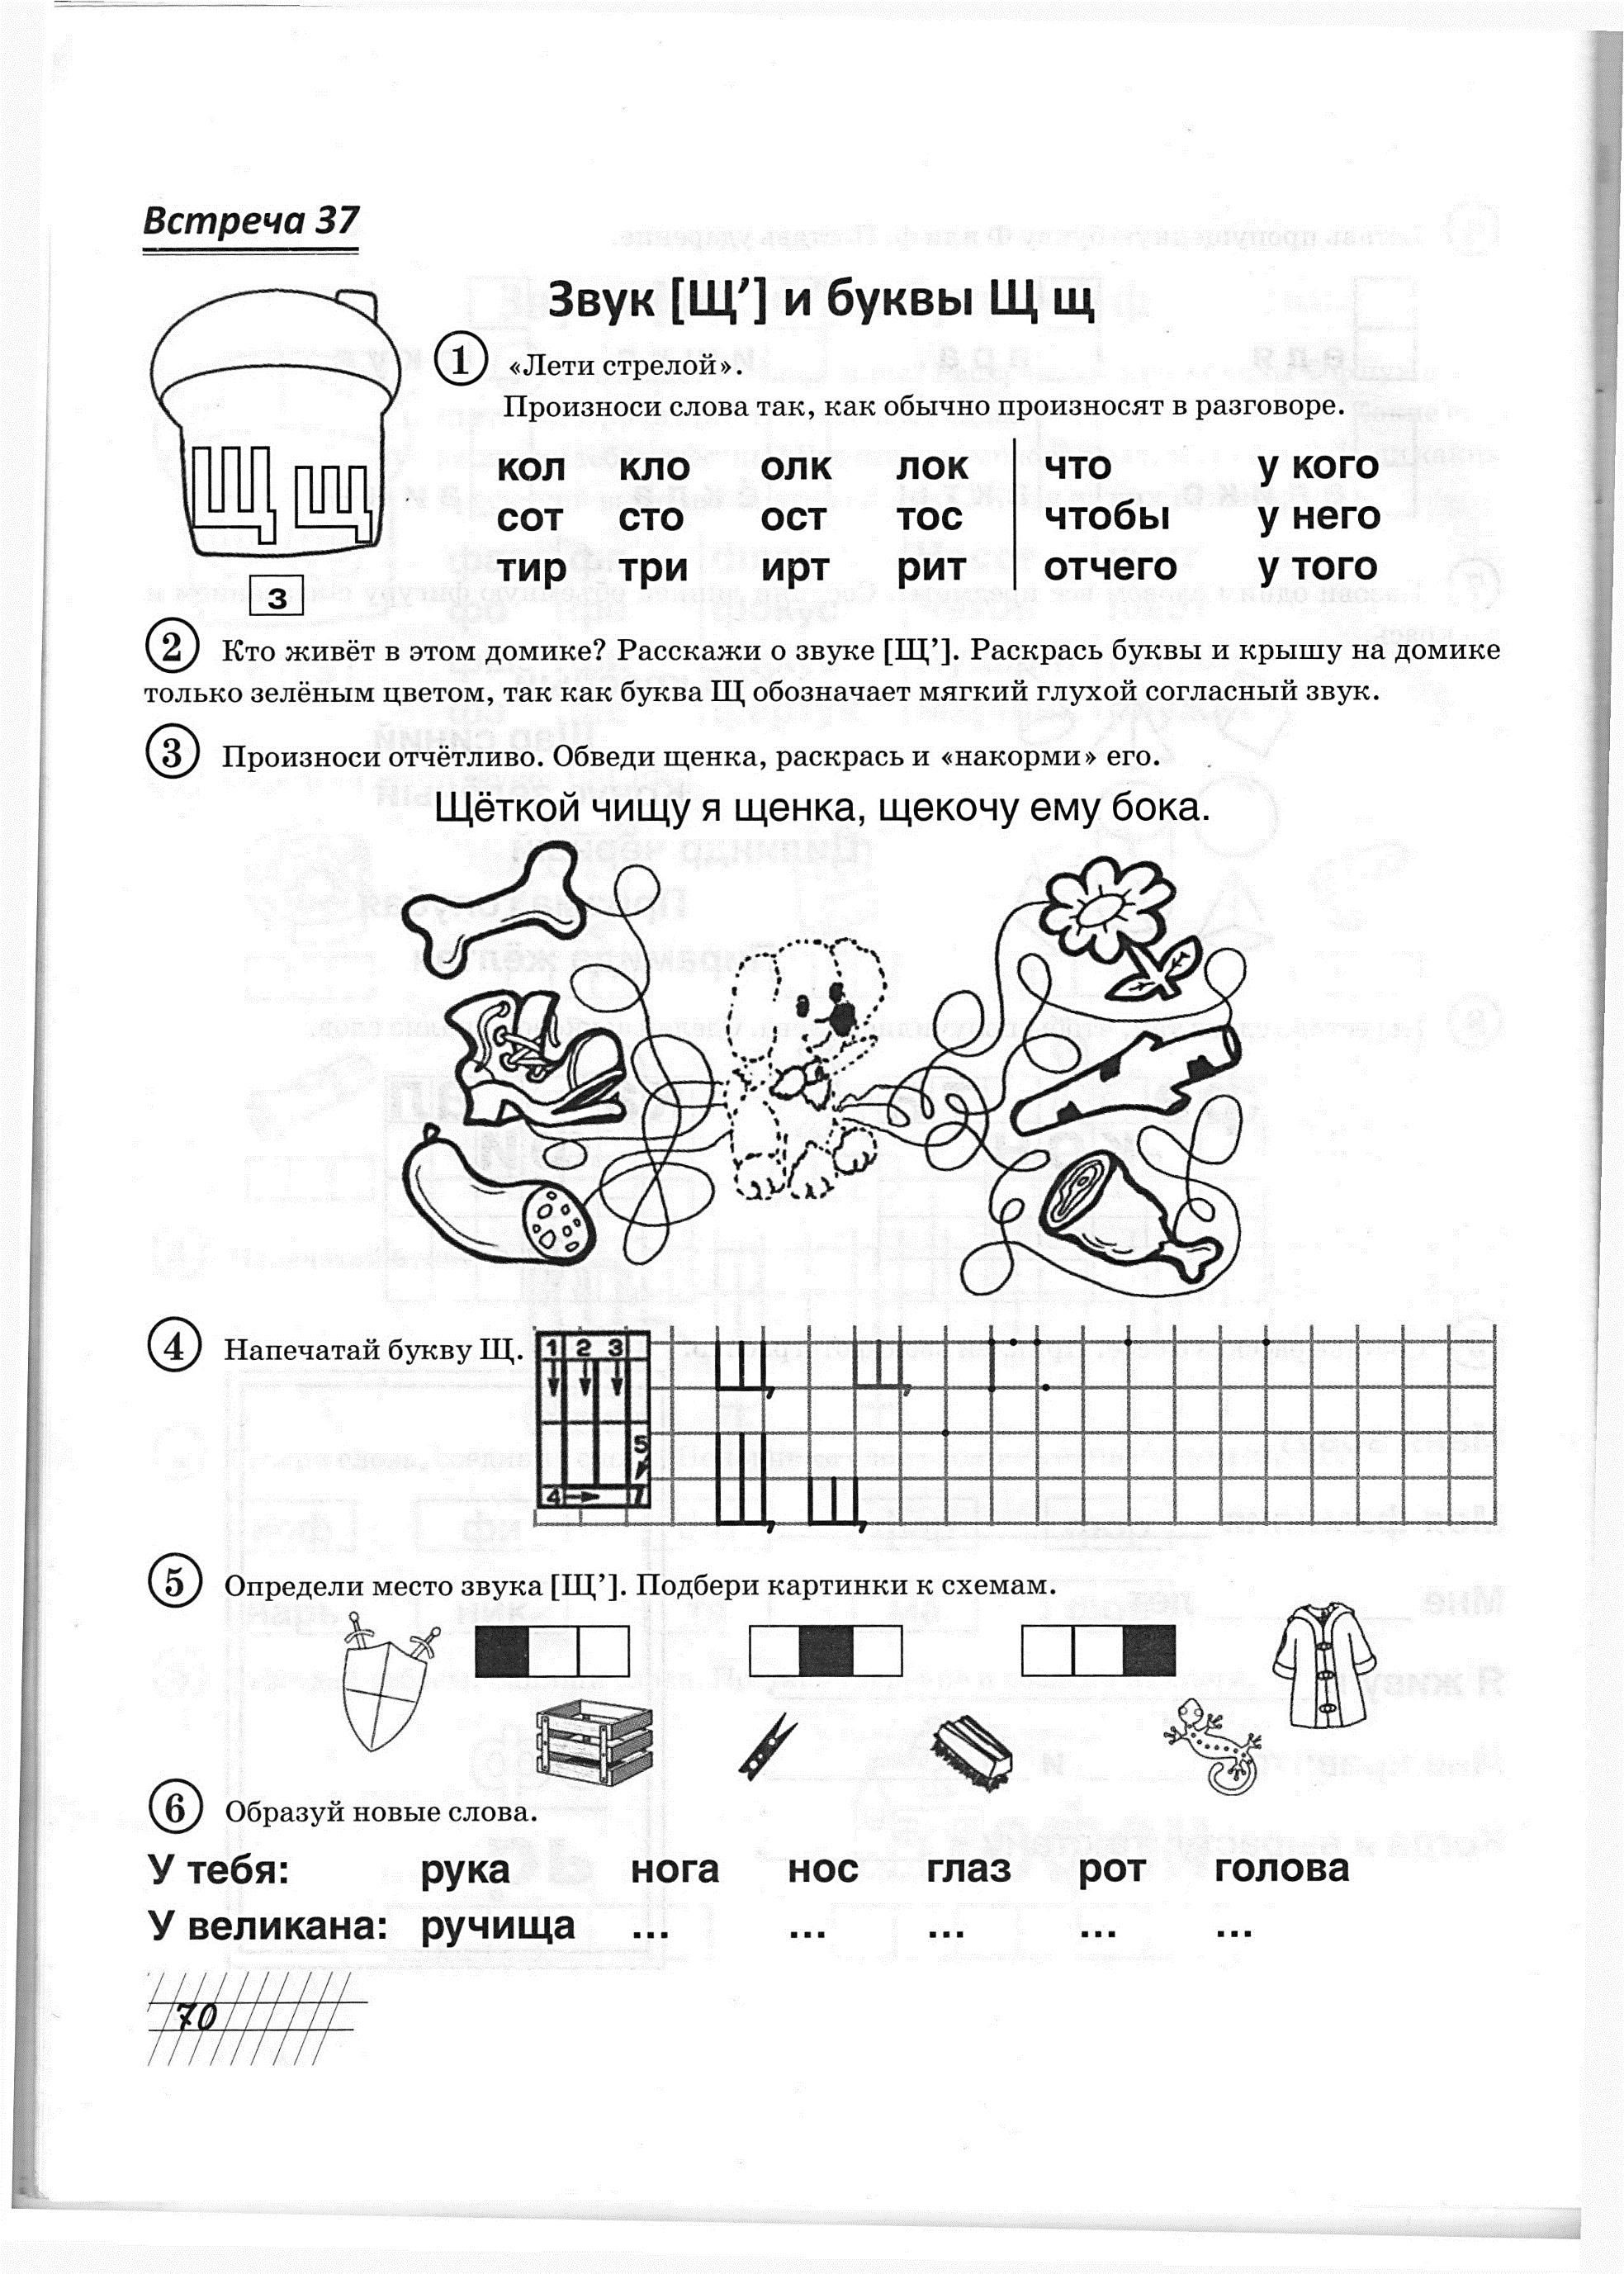 Встреча 37
Звук [Щ’] и буквы Щ щ
1 «Лети стрелой».
Произноси слова так, как обычно произносят в разговоре.
кол кло олк лок что у кого
сот сто ост тос чтобы у него
тир три ирт рит отчего у того
Щ щ
з
2 Кто живёт в этом домике? Расскажи о звуке [Щ’]. Раскрась буквы и крышу на домике
только зелёным цветом, так как буква Щ обозначает мягкий глухой согласный звук.
3 Произноси отчётливо. Обведи щенка, раскрась и «накорми» его.
Щёткой чищу я щенка, щекочу ему бока.
4 Напечатай букву Щ.
1 2 3
5
4
Щ Щ
Щ щ
5 Определи место звука [Щ’]. Подбери картинки к схемам.
6 Образуй новые слова.
У тебя: рука нога нос глаз рот голова
У великана: ручища ... ... ... ... ...
70